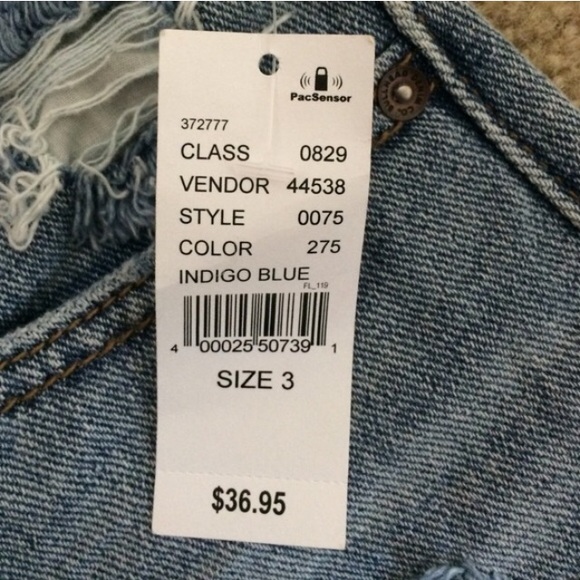 PacSensor
372777
CLASS 0829
VENDOR 44538
STYLE 0075
COLOR 275
INDIGO BLUE
FL_119
4 00025 50739 1
SIZE 3
$36.95